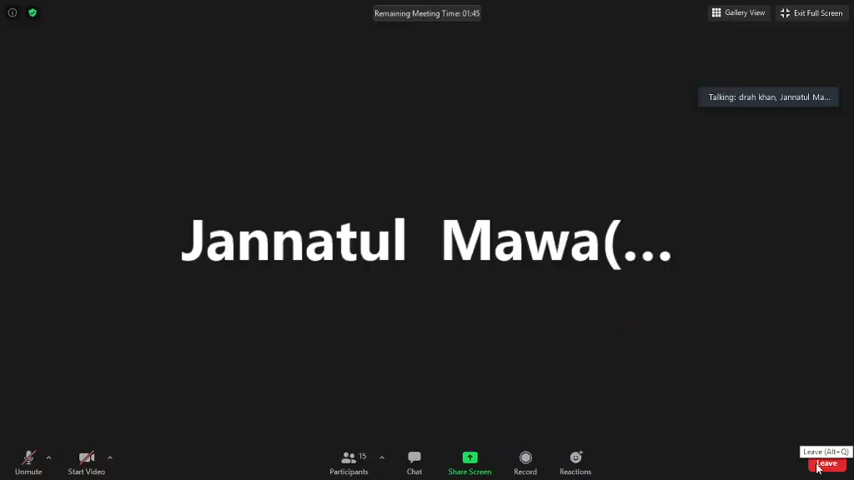 Remaining Meeting Time: 01:45
Gallery View
Exit Full Screen
Talking: drah khan, Jannatul Ma...
Jannatul Mawa(...
Leave (Alt+Q)
Unmute
Start Video
15
Participants
Chat
Share Screen
Record
Reactions
Leave